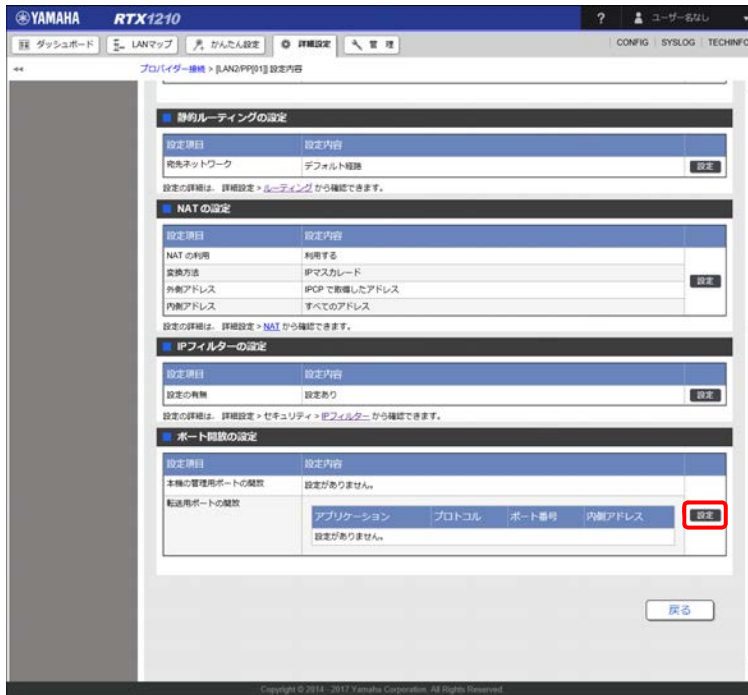 YAMAHA RTX1210 ? ユーザー名なし
ダッシュボード LANマップ かんたん設定 詳細設定 管理 CONFIG SYSLOG TECHINFO
<< プロバイダー接続 > [LAN2/PP[01]] 設定内容
静的ルーティングの設定
設定項目 設定内容
宛先ネットワーク デフォルト経路 設定
設定の詳細は、詳細設定 > ルーティング から確認できます。
NAT の設定
設定項目 設定内容
NAT の利用 利用する
変換方法 IPマスカレード
設定
外側アドレス IPCP で取得したアドレス
内側アドレス すべてのアドレス
設定の詳細は、詳細設定 > NAT から確認できます。
IPフィルターの設定
設定項目 設定内容
設定の有無 設定あり 設定
設定の詳細は、詳細設定 > セキュリティ > IPフィルター から確認できます。
ポート開放の設定
設定項目 設定内容
本機の管理用ポートの開放 設定がありません。
転送用ポートの開放
アプリケーション プロトコル ポート番号 内側アドレス 設定
設定がありません。
戻る
Copyright © 2014 - 2017 Yamaha Corporation. All Rights Reserved.